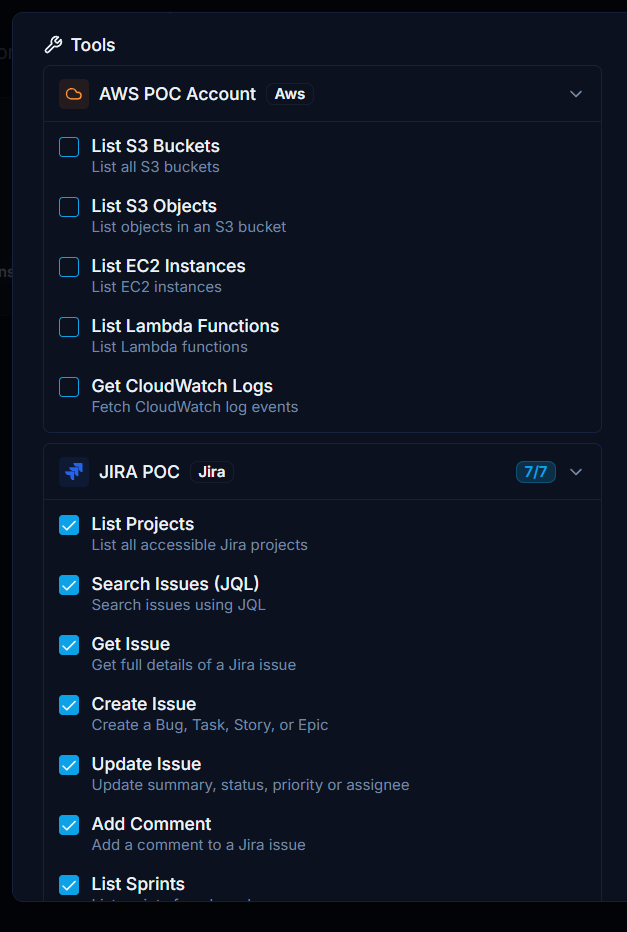 Tools
AWS POC Account Aws
List S3 Buckets
List all S3 buckets
List S3 Objects
List objects in an S3 bucket
List EC2 Instances
List EC2 instances
List Lambda Functions
List Lambda functions
Get CloudWatch Logs
Fetch CloudWatch log events
JIRA POC Jira 7/7
List Projects
List all accessible Jira projects
Search Issues (JQL)
Search issues using JQL
Get Issue
Get full details of a Jira issue
Create Issue
Create a Bug, Task, Story, or Epic
Update Issue
Update summary, status, priority or assignee
Add Comment
Add a comment to a Jira issue
List Sprints